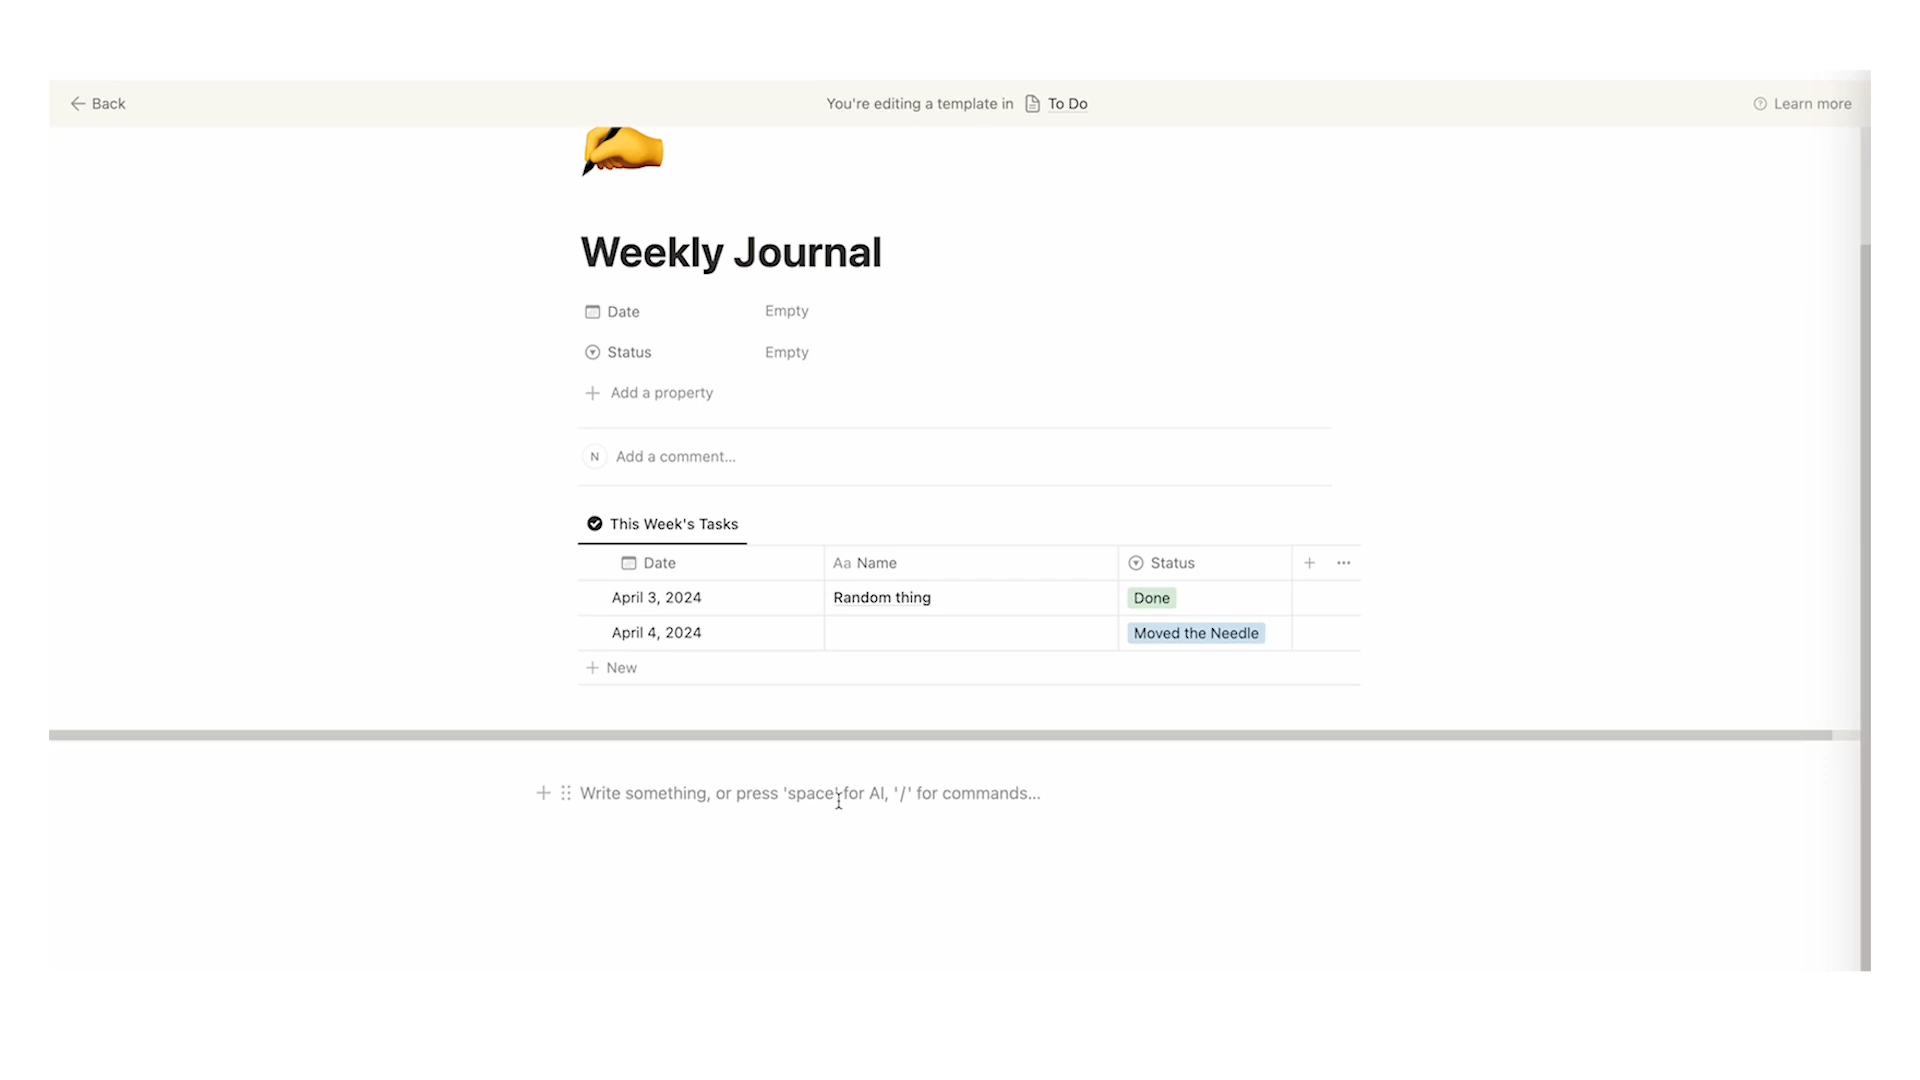 Back
You're editing a template in To Do
Learn more
Weekly Journal
Date Empty
Status Empty
Add a property
N Add a comment...
This Week's Tasks
Date Aa Name Status
April 3, 2024 Random thing Done
April 4, 2024 Moved the Needle
New
Write something, or press 'space' for AI, '/' for commands...